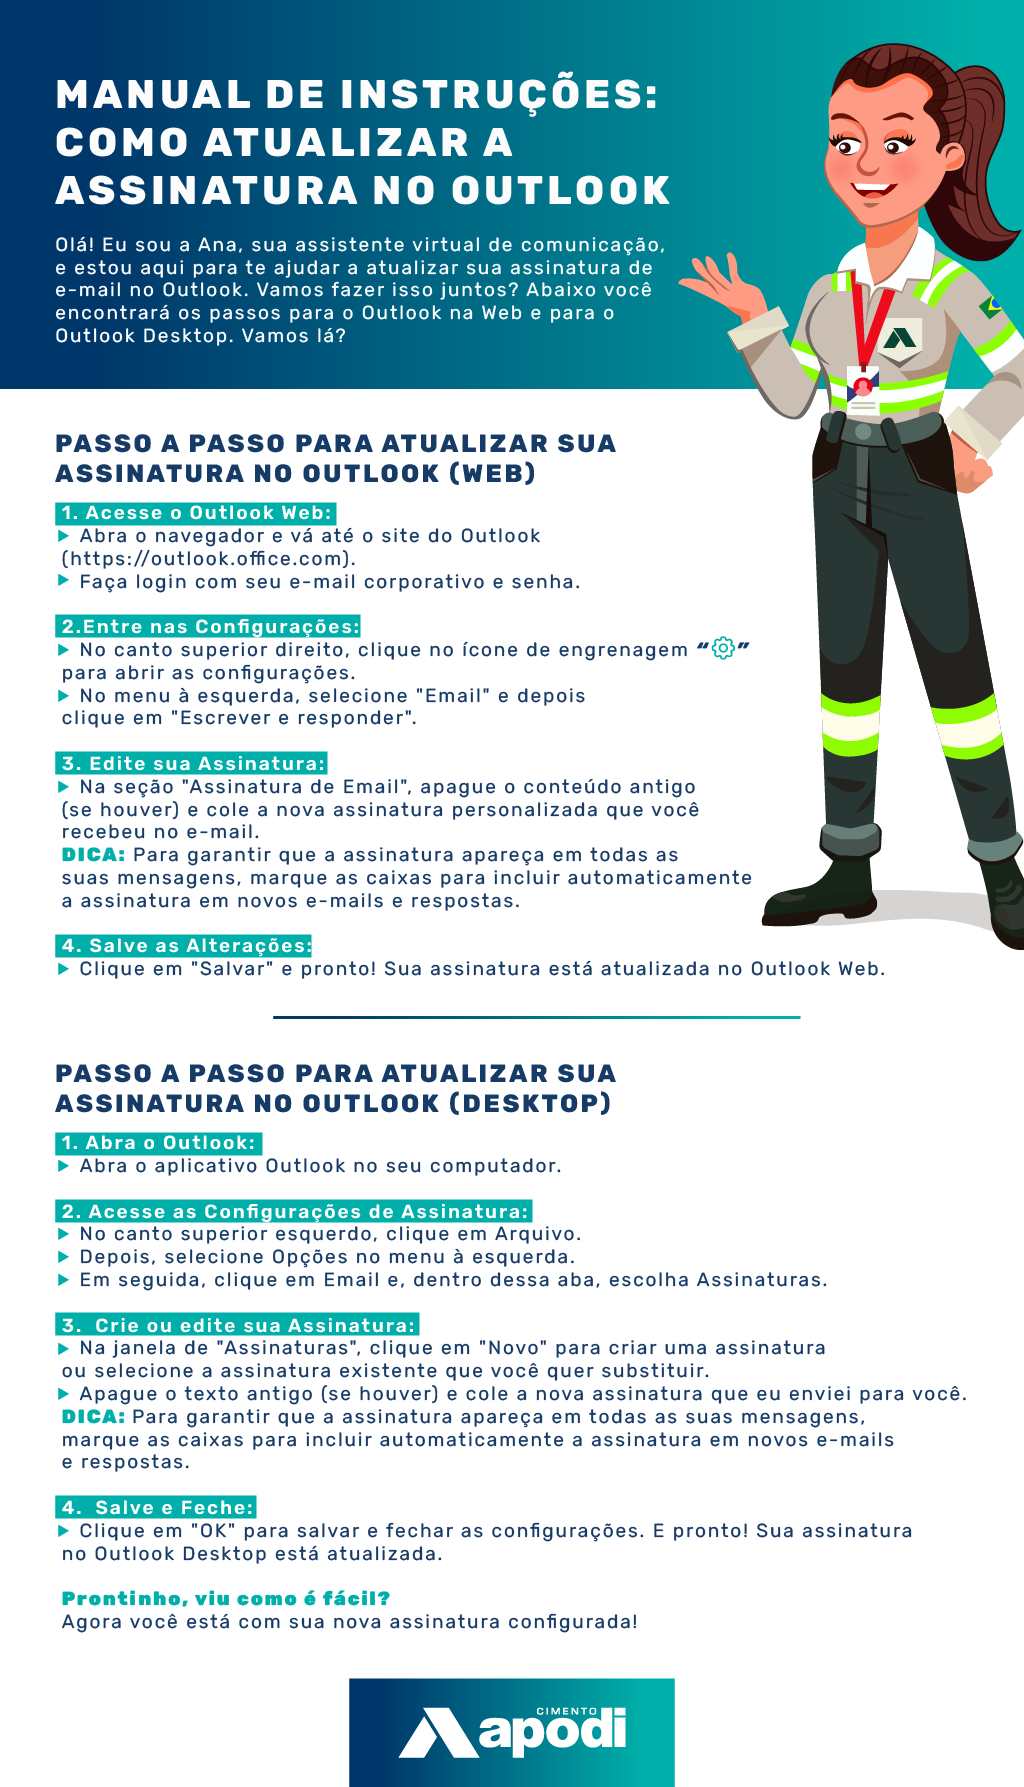 MANUAL DE INSTRUÇÕES:
COMO ATUALIZAR A
ASSINATURA NO OUTLOOK
Olá! Eu sou a Ana, sua assistente virtual de comunicação,
e estou aqui para te ajudar a atualizar sua assinatura de
e-mail no Outlook. Vamos fazer isso juntos? Abaixo você
encontrará os passos para o Outlook na Web e para o
Outlook Desktop. Vamos lá?
PASSO A PASSO PARA ATUALIZAR SUA
ASSINATURA NO OUTLOOK (WEB)
1. Acesse o Outlook Web:
Abra o navegador e vá até o site do Outlook
(https://outlook.office.com).
Faça login com seu e-mail corporativo e senha.
2.Entre nas Configurações:
No canto superior direito, clique no ícone de engrenagem “ ”
para abrir as configurações.
No menu à esquerda, selecione "Email" e depois
clique em "Escrever e responder".
3. Edite sua Assinatura:
Na seção "Assinatura de Email", apague o conteúdo antigo
(se houver) e cole a nova assinatura personalizada que você
recebeu no e-mail.
DICA: Para garantir que a assinatura apareça em todas as
suas mensagens, marque as caixas para incluir automaticamente
a assinatura em novos e-mails e respostas.
4. Salve as Alterações:
Clique em "Salvar" e pronto! Sua assinatura está atualizada no Outlook Web.
PASSO A PASSO PARA ATUALIZAR SUA
ASSINATURA NO OUTLOOK (DESKTOP)
1. Abra o Outlook:
Abra o aplicativo Outlook no seu computador.
2. Acesse as Configurações de Assinatura:
No canto superior esquerdo, clique em Arquivo.
Depois, selecione Opções no menu à esquerda.
Em seguida, clique em Email e, dentro dessa aba, escolha Assinaturas.
3. Crie ou edite sua Assinatura:
Na janela de "Assinaturas", clique em "Novo" para criar uma assinatura
ou selecione a assinatura existente que você quer substituir.
Apague o texto antigo (se houver) e cole a nova assinatura que eu enviei para você.
DICA: Para garantir que a assinatura apareça em todas as suas mensagens,
marque as caixas para incluir automaticamente a assinatura em novos e-mails
e respostas.
4. Salve e Feche:
Clique em "OK" para salvar e fechar as configurações. E pronto! Sua assinatura
no Outlook Desktop está atualizada.
Prontinho, viu como é fácil?
Agora você está com sua nova assinatura configurada!
CIMENTO
apodi